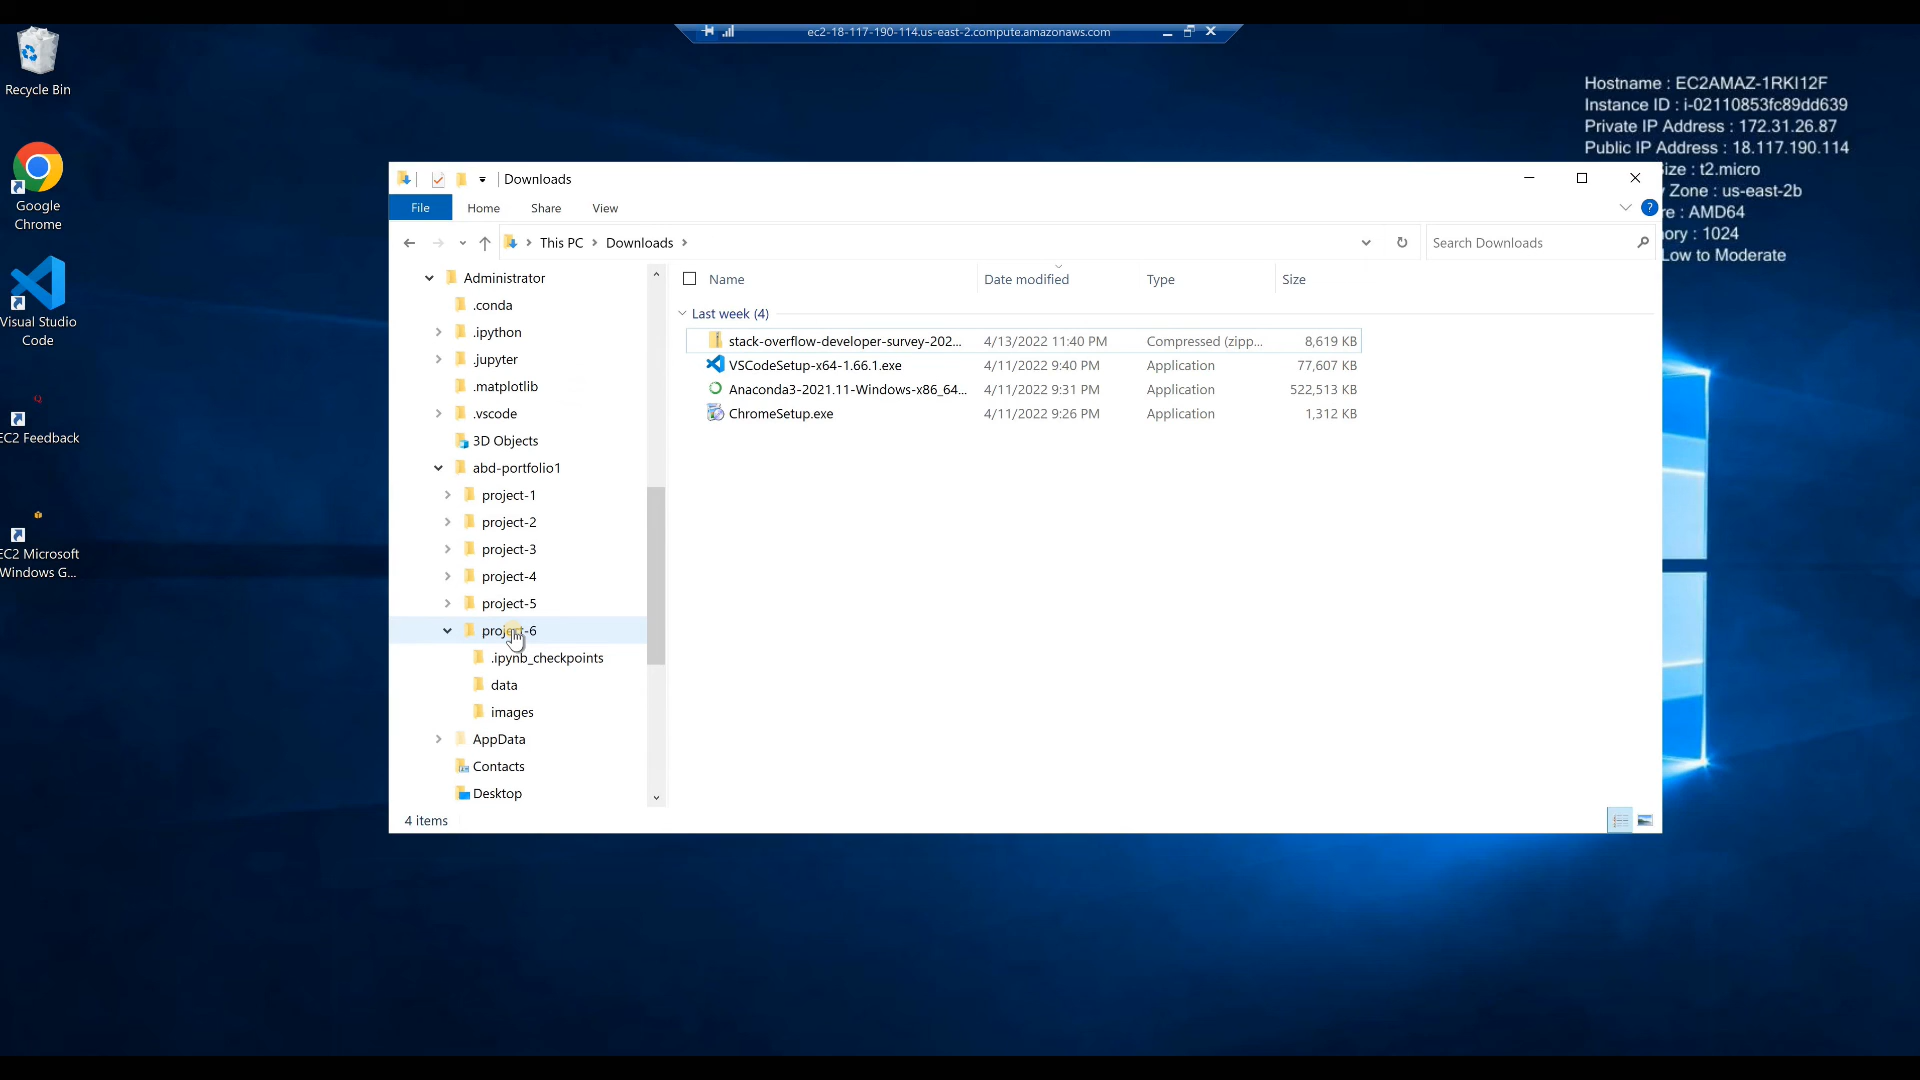 ec2-18-117-190-114.us-east-2.compute.amazonaws.com
Recycle Bin
Google
Chrome
Visual Studio
Code
EC2 Feedback
EC2 Microsoft
Windows G...
Hostname : EC2AMAZ-1RKI12F
Instance ID : i-02110853fc89dd639
Private IP Address : 172.31.26.87
Public IP Address : 18.117.190.114
ize : t2.micro
y Zone : us-east-2b
re : AMD64
ory : 1024
Low to Moderate
Downloads
File Home Share View
This PC Downloads
Search Downloads
Administrator
.conda
.ipython
.jupyter
.matplotlib
.vscode
3D Objects
abd-portfolio1
project-1
project-2
project-3
project-4
project-5
project-6
.ipynb_checkpoints
data
images
AppData
Contacts
Desktop
Name Date modified Type Size
Last week (4)
stack-overflow-developer-survey-202... 4/13/2022 11:40 PM Compressed (zipp... 8,619 KB
VSCodeSetup-x64-1.66.1.exe 4/11/2022 9:40 PM Application 77,607 KB
Anaconda3-2021.11-Windows-x86_64... 4/11/2022 9:31 PM Application 522,513 KB
ChromeSetup.exe 4/11/2022 9:26 PM Application 1,312 KB
4 items